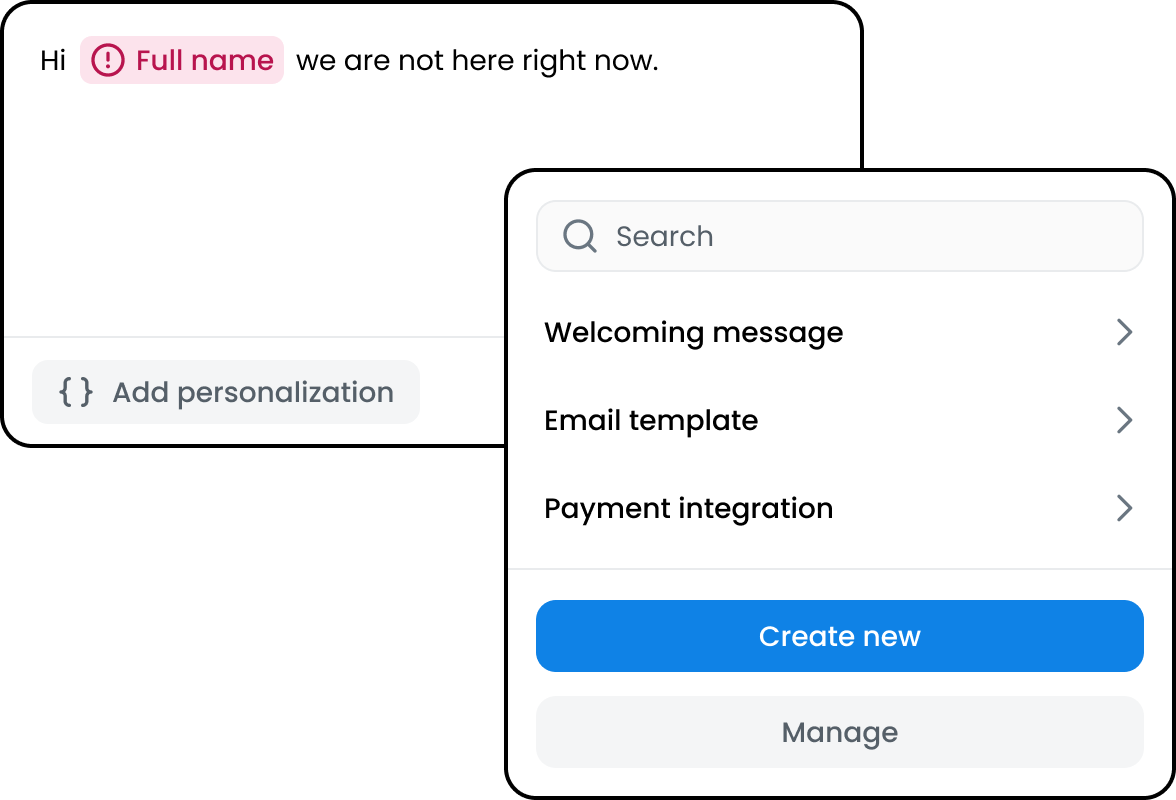 Hi Full name we are not here right now.
{ } Add personalization
Search
Welcoming message
Email template
Payment integration
Create new
Manage